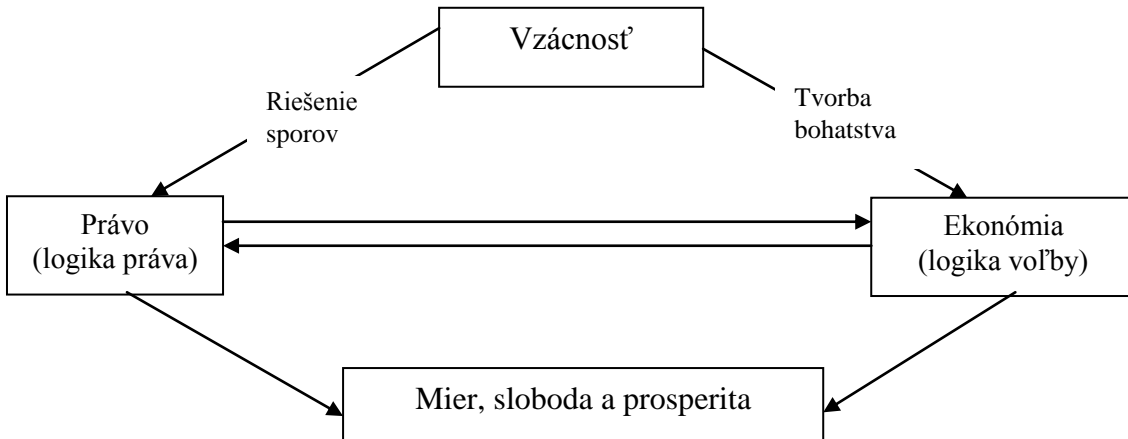 Vzácnosť
Riešenie
sporov
Tvorba
bohatstva
Právo
(logika práva)
Ekonómia
(logika voľby)
Mier, sloboda a prosperita